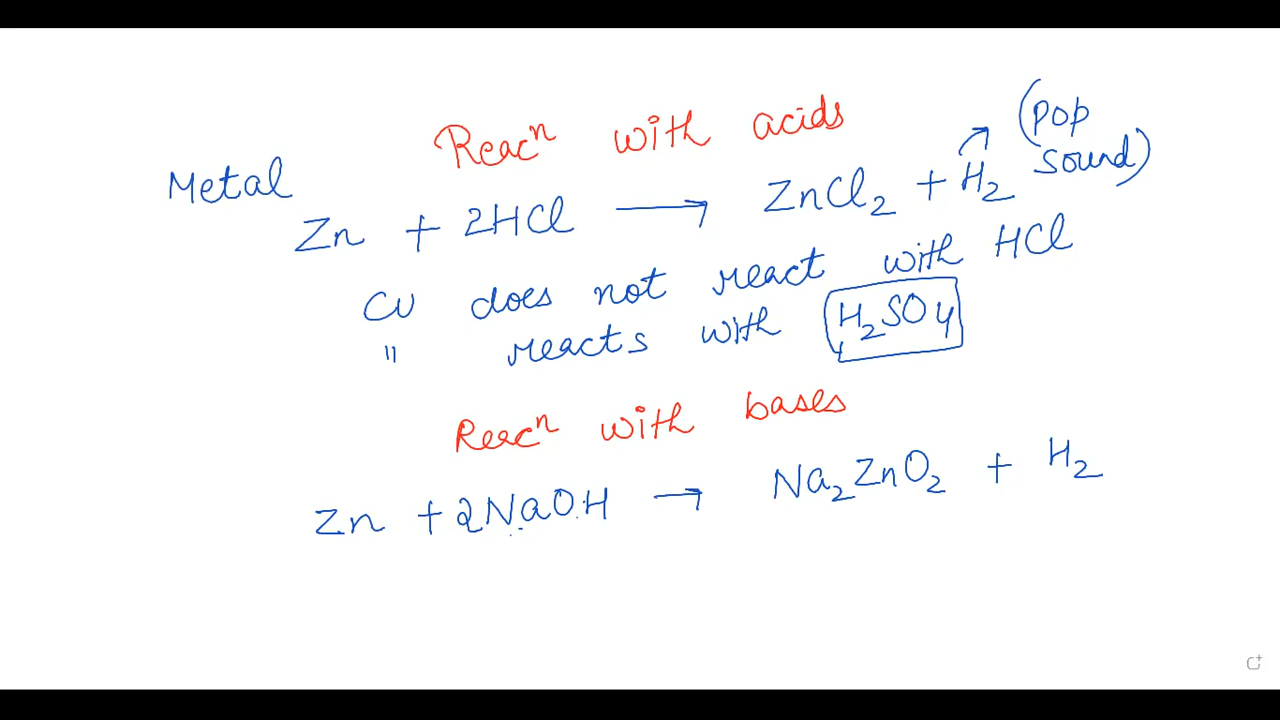 Reacn with acids
Metal
Zn + 2HCl → ZnCl2 + H2 ↗ (pop sound)
Cu does not react with HCl
" reacts with H2SO4
Reacn with bases
Zn + 2NaOH → Na2ZnO2 + H2